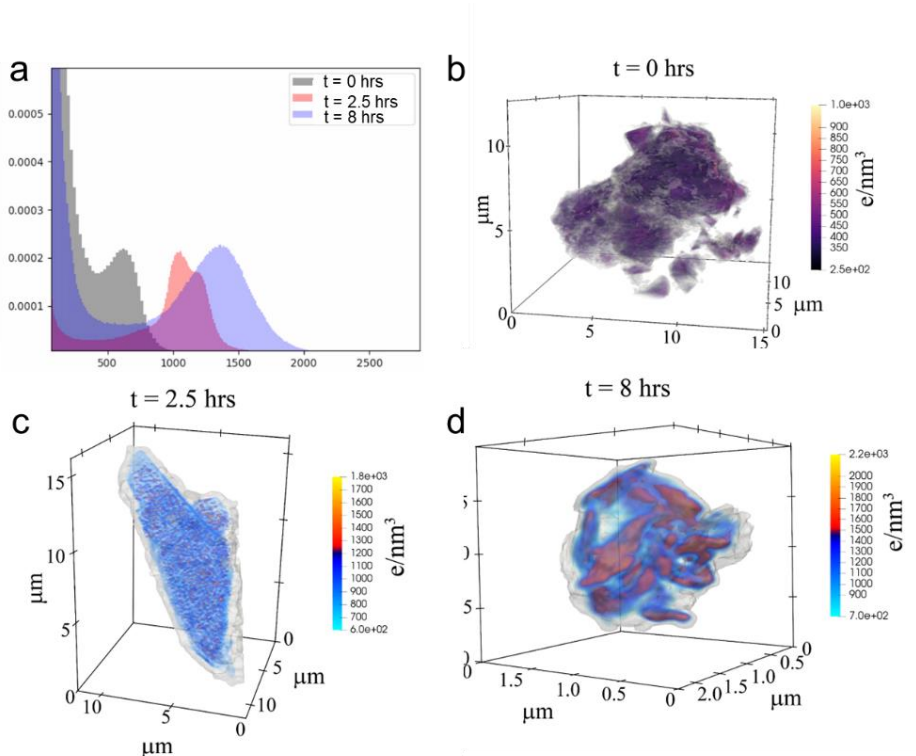 a
t = 0 hrs
t = 2.5 hrs
t = 8 hrs
0.0005
0.0004
0.0003
0.0002
0.0001
500 1000 1500 2000 2500
b
t = 0 hrs
10
5
0
μm
0 5 10 15
10
5
0
μm
1.0e+03
900
800
750
700
650
600
550
500
450
400
350
2.5e+02
e/nm³
c
t = 2.5 hrs
15
10
5
0
μm
10 5 0
μm
0
5
10
μm
1.8e+03
1700
1600
1500
1400
1300
1200
1100
1000
900
800
700
6.0e+02
e/nm³
d
t = 8 hrs
1.5 1.0 0.5 0
μm
2.0 1.5 1.0 0.5 0
μm
2.2e+03
2000
1900
1800
1700
1600
1500
1400
1300
1200
1100
1000
900
7.0e+02
e/nm³